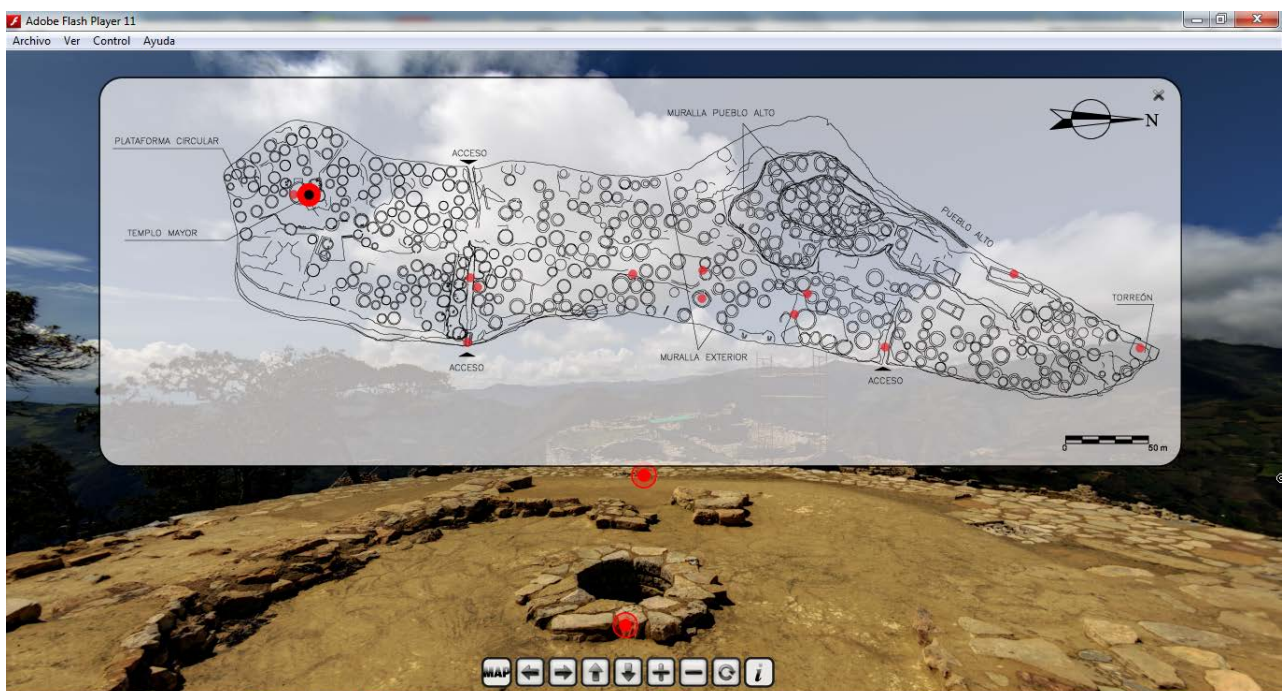 Adobe Flash Player 11
Archivo Ver Control Ayuda
MURALLA PUEBLO ALTO
PLATAFORMA CIRCULAR
ACCESO
N
PUEBLO ALTO
TEMPLO MAYOR
TORREÓN
MURALLA EXTERIOR
ACCESO
ACCESO
0 50 m
MAP
i